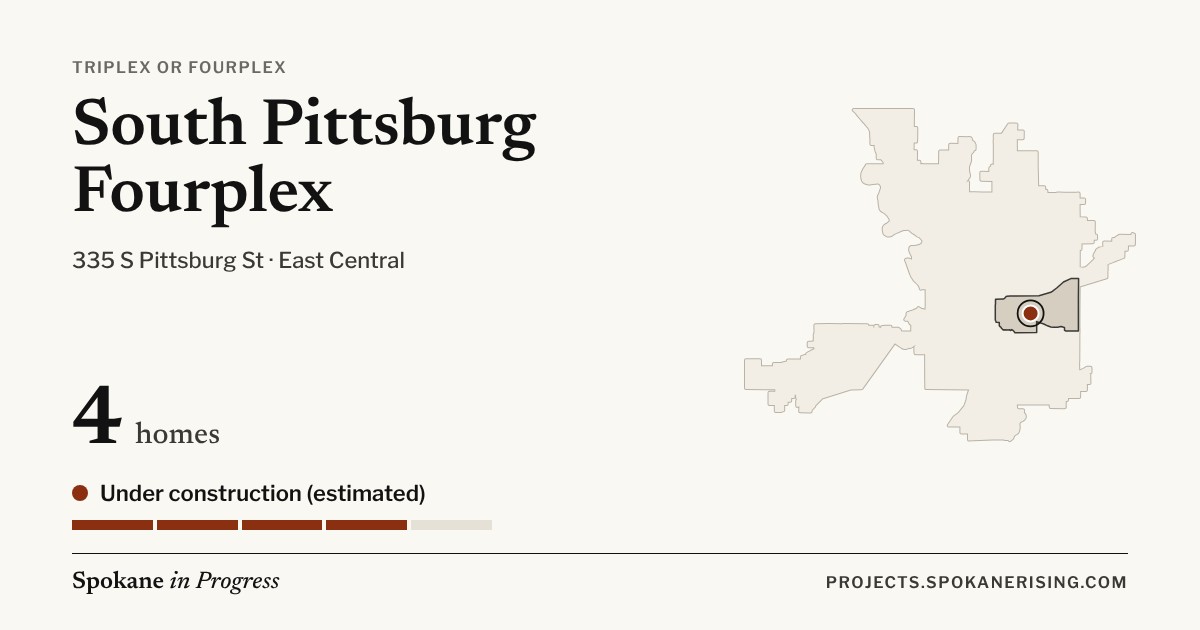 TRIPLEX OR FOURPLEX
South Pittsburg
Fourplex
335 S Pittsburg St · East Central
4 homes
Under construction (estimated)
Spokane in Progress
PROJECTS.SPOKANERISING.COM